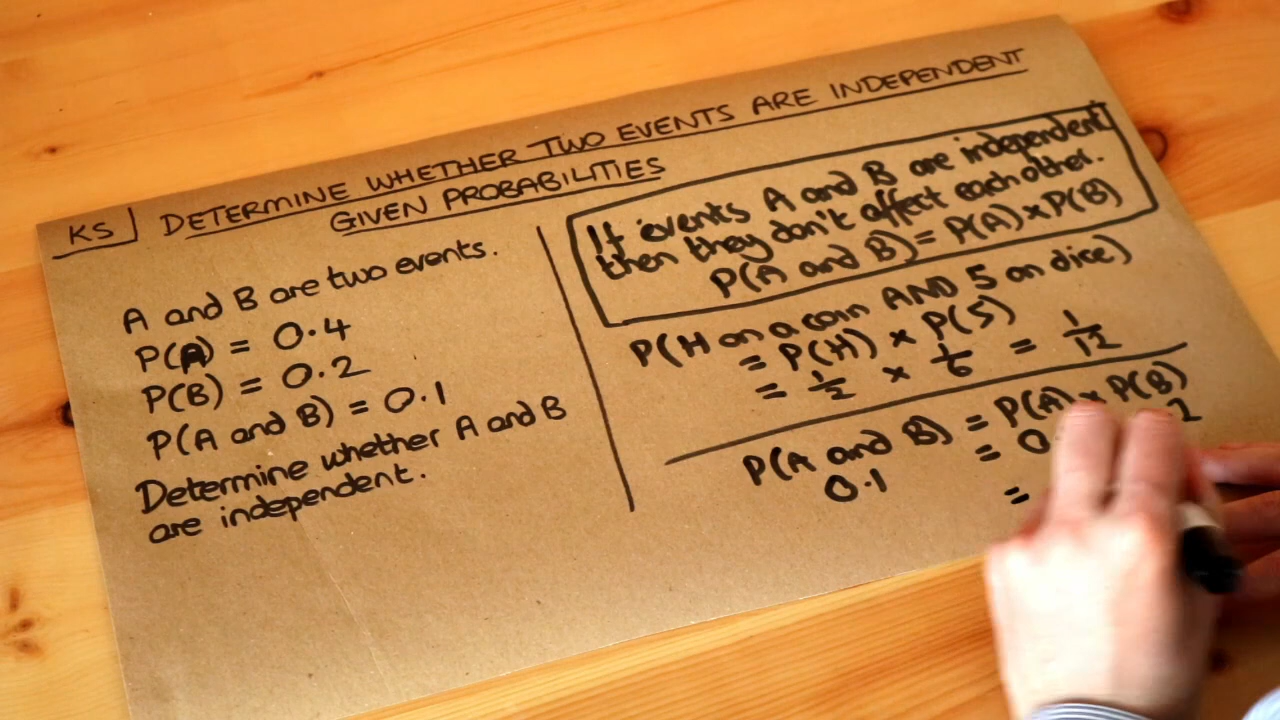 KS DETERMINE WHETHER TWO EVENTS ARE INDEPENDENT
GIVEN PROBABILITIES
A and B are two events.
P(A) = 0.4
P(B) = 0.2
P(A and B) = 0.1
Determine whether A and B
are independent.
If events A and B are independent
then they don't affect each other.
P(A and B) = P(A) × P(B)
P(H on a coin AND 5 on dice)
= P(H) × P(5)
= 1/2 × 1/6 = 1/12
P(A and B) = P(A) × P(B)
0.1 = 0. 2
=